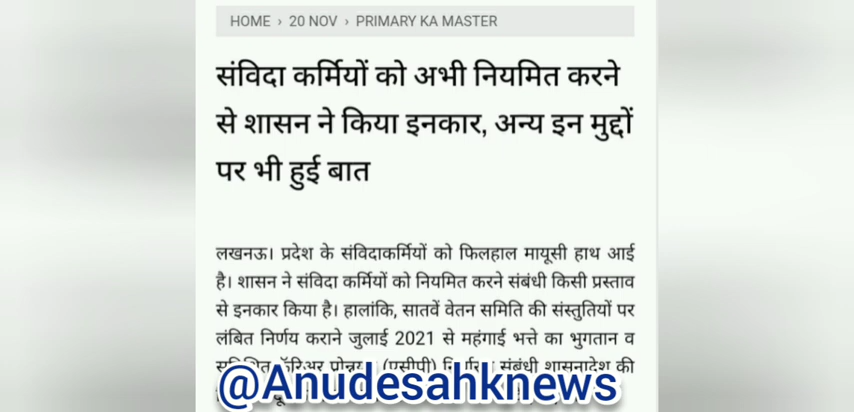 HOME › 20 NOV › PRIMARY KA MASTER
संविदा कर्मियों को अभी नियमित करने
से शासन ने किया इनकार, अन्य इन मुद्दों
पर भी हुई बात
लखनऊ। प्रदेश के संविदाकर्मियों को फिलहाल मायूसी हाथ आई
है। शासन ने संविदा कर्मियों को नियमित करने संबंधी किसी प्रस्ताव
से इनकार किया है। हालांकि, सातवें वेतन समिति की संस्तुतियों पर
लंबित निर्णय कराने जुलाई 2021 से महंगाई भत्ते का भुगतान व
(एसीपी) संबंधी शासनादेश की
@Anudesahknews